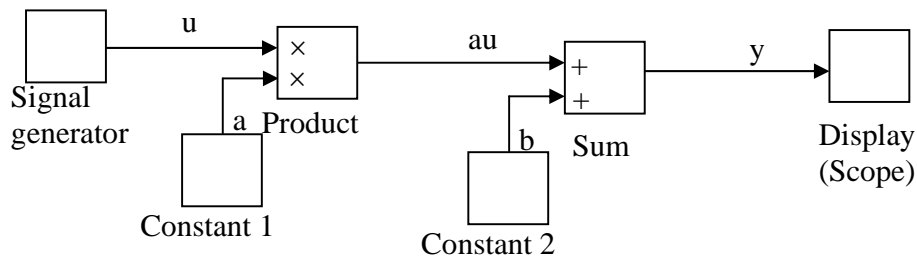 u
×
×
Signal
generator
a
Product
Constant 1
au
+
+
b
Sum
Constant 2
y
Display
(Scope)